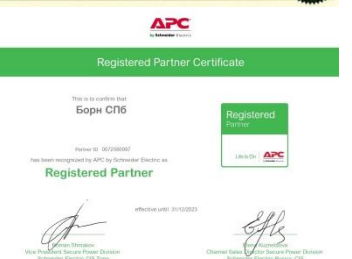 APC
by Schneider Electric
Registered Partner Certificate
This is to confirm that
Борн СПб
Partner ID
has been recognized by APC by Schneider Electric as
Registered Partner
Registered
Partner
Life Is On
APC
effective until 31/12/2023
Vice President Secure Power Division
Channel Sales Director Secure Power Division